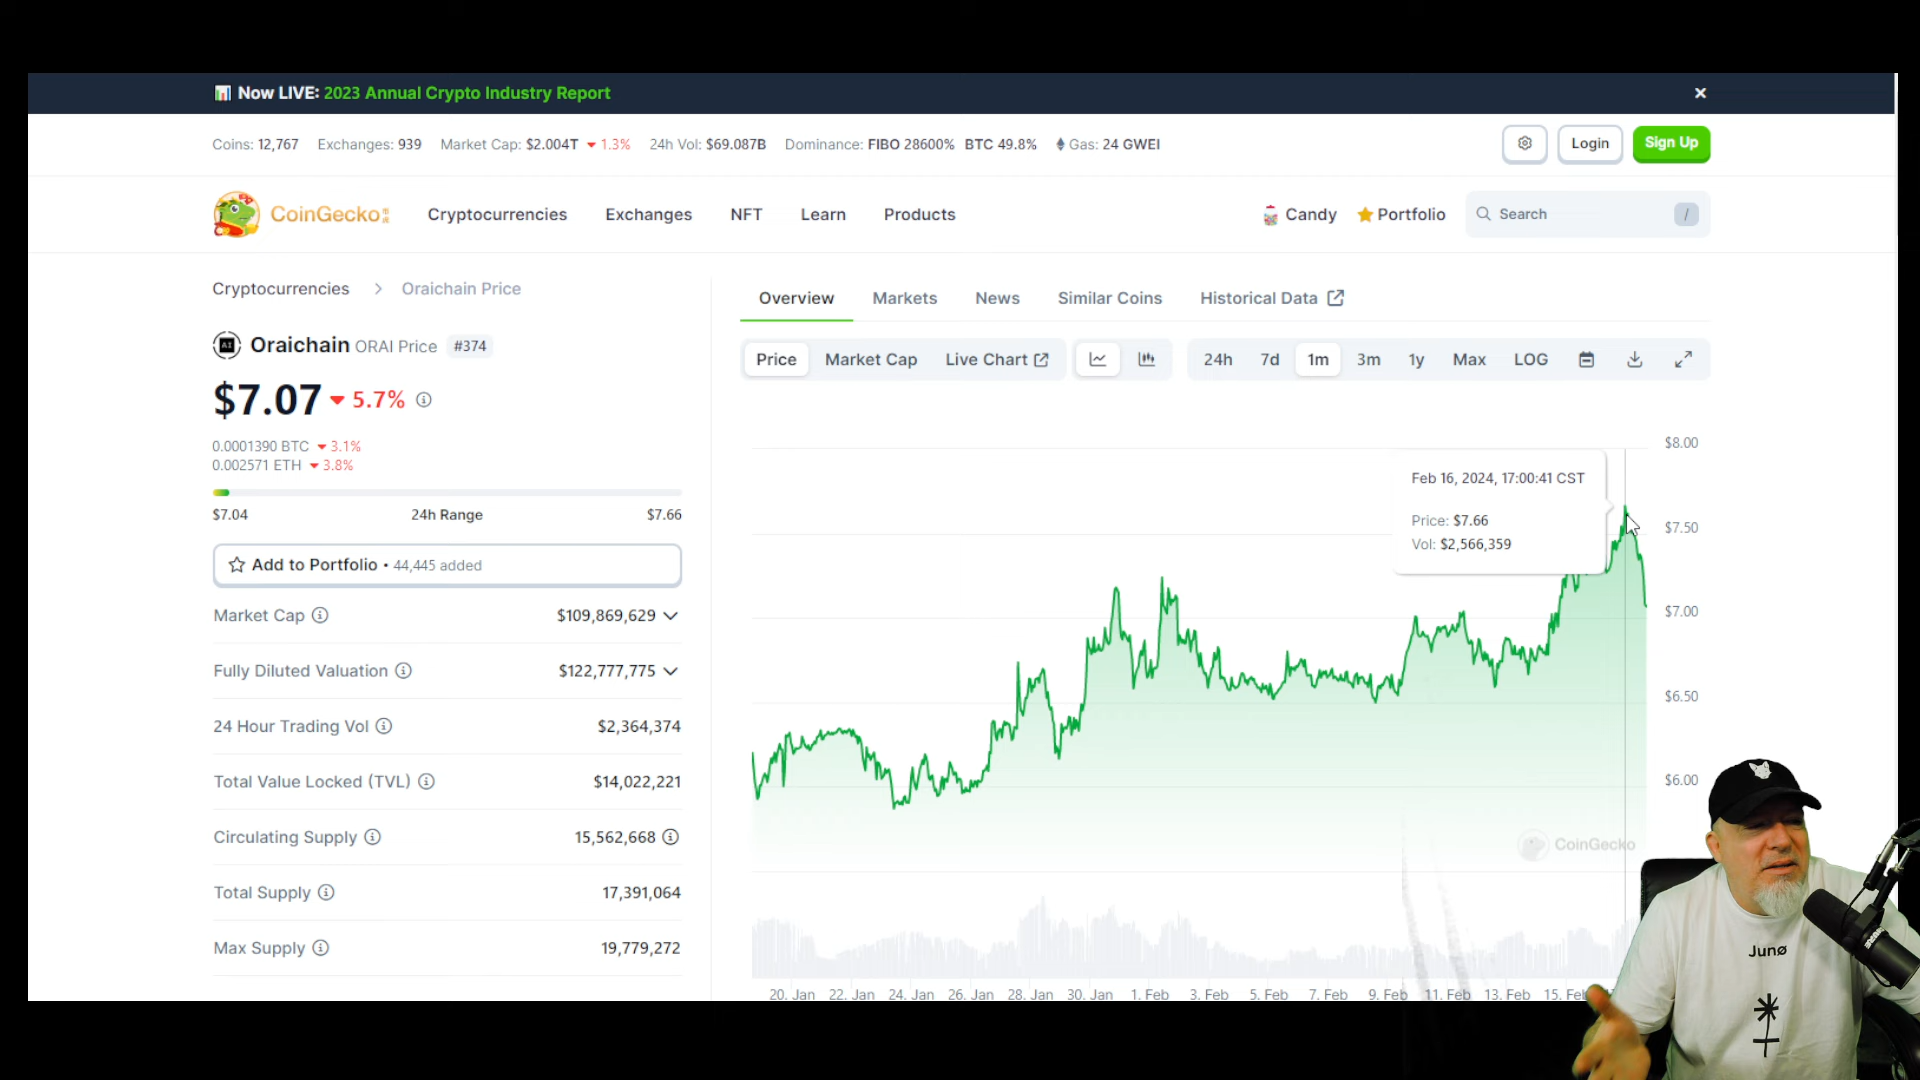 Now LIVE: 2023 Annual Crypto Industry Report
Coins: 12,767 Exchanges: 939 Market Cap: $2.004T 1.3% 24h Vol: $69.087B Dominance: FIBO 28600% BTC 49.8% Gas: 24 GWEI
Login
Sign Up
CoinGecko
Cryptocurrencies Exchanges NFT Learn Products
Candy Portfolio Search /
Cryptocurrencies > Oraichain Price
AI Oraichain ORAI Price #374
$7.07 5.7%
0.0001390 BTC 3.1%
0.002571 ETH 3.8%
$7.04 24h Range $7.66
Add to Portfolio • 44,445 added
Market Cap $109,869,629
Fully Diluted Valuation $122,777,775
24 Hour Trading Vol $2,364,374
Total Value Locked (TVL) $14,022,221
Circulating Supply 15,562,668
Total Supply 17,391,064
Max Supply 19,779,272
Overview Markets News Similar Coins Historical Data
Price Market Cap Live Chart 24h 7d 1m 3m 1y Max LOG
$8.00
Feb 16, 2024, 17:00:41 CST
Price: $7.66
Vol: $2,566,359
$7.50
$7.00
$6.50
$6.00
CoinGecko
20. Jan 22. Jan 24. Jan 26. Jan 28. Jan 30. Jan 1. Feb 3. Feb 5. Feb 7. Feb 9. Feb 11. Feb 13. Feb 15. Feb
Junø